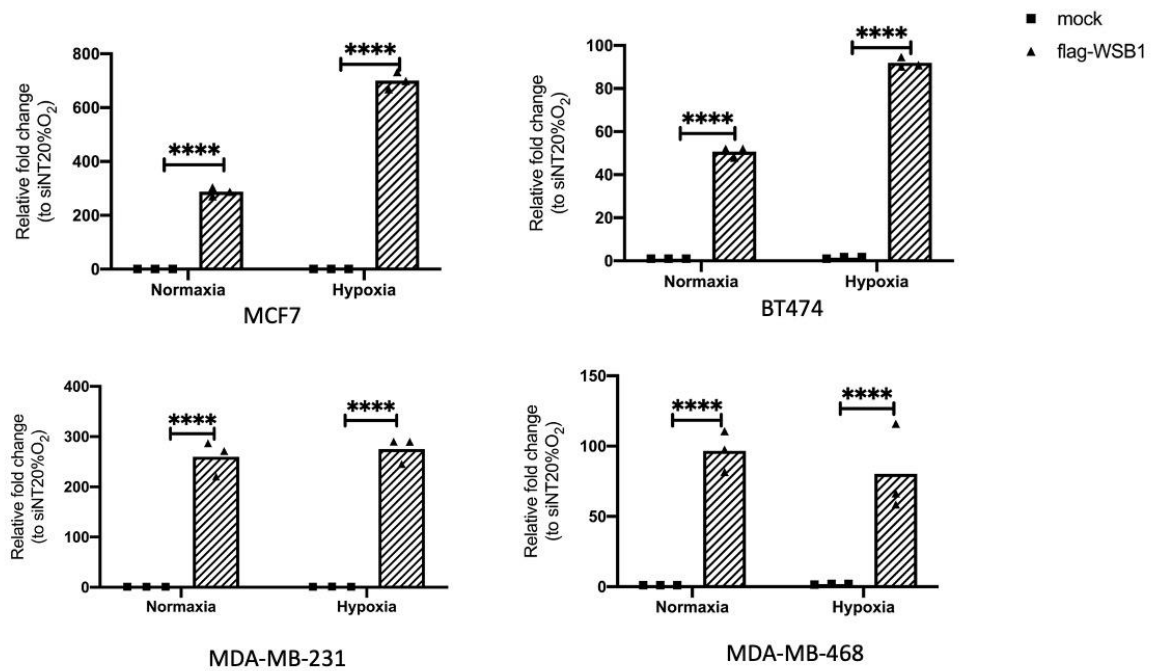 mock
flag-WSB1
Relative fold change
(to siNT20%O₂)
800
600
400
200
0
****
****
Normaxia
Hypoxia
MCF7
Relative fold change
(to siNT20%O₂)
100
80
60
40
20
0
****
****
Normaxia
Hypoxia
BT474
Relative fold change
(to siNT20%O₂)
400
300
200
100
0
****
****
Normaxia
Hypoxia
MDA-MB-231
Relative fold change
(to siNT20%O₂)
150
100
50
0
****
****
Normaxia
Hypoxia
MDA-MB-468